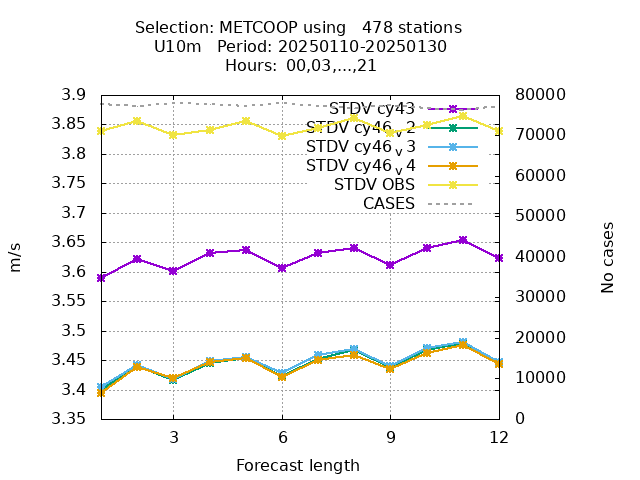 Selection: METCOOP using 478 stations
U10m Period: 20250110-20250130
Hours: 00,03,...,21
3.9
3.85
3.8
3.75
3.7
3.65
3.6
3.55
3.5
3.45
3.4
3.35
m/s
STDV cy43
STDV cy46_v2
STDV cy46_v3
STDV cy46_v4
STDV OBS
CASES
80000
70000
60000
50000
40000
30000
20000
10000
0
No cases
3
6
9
12
Forecast length